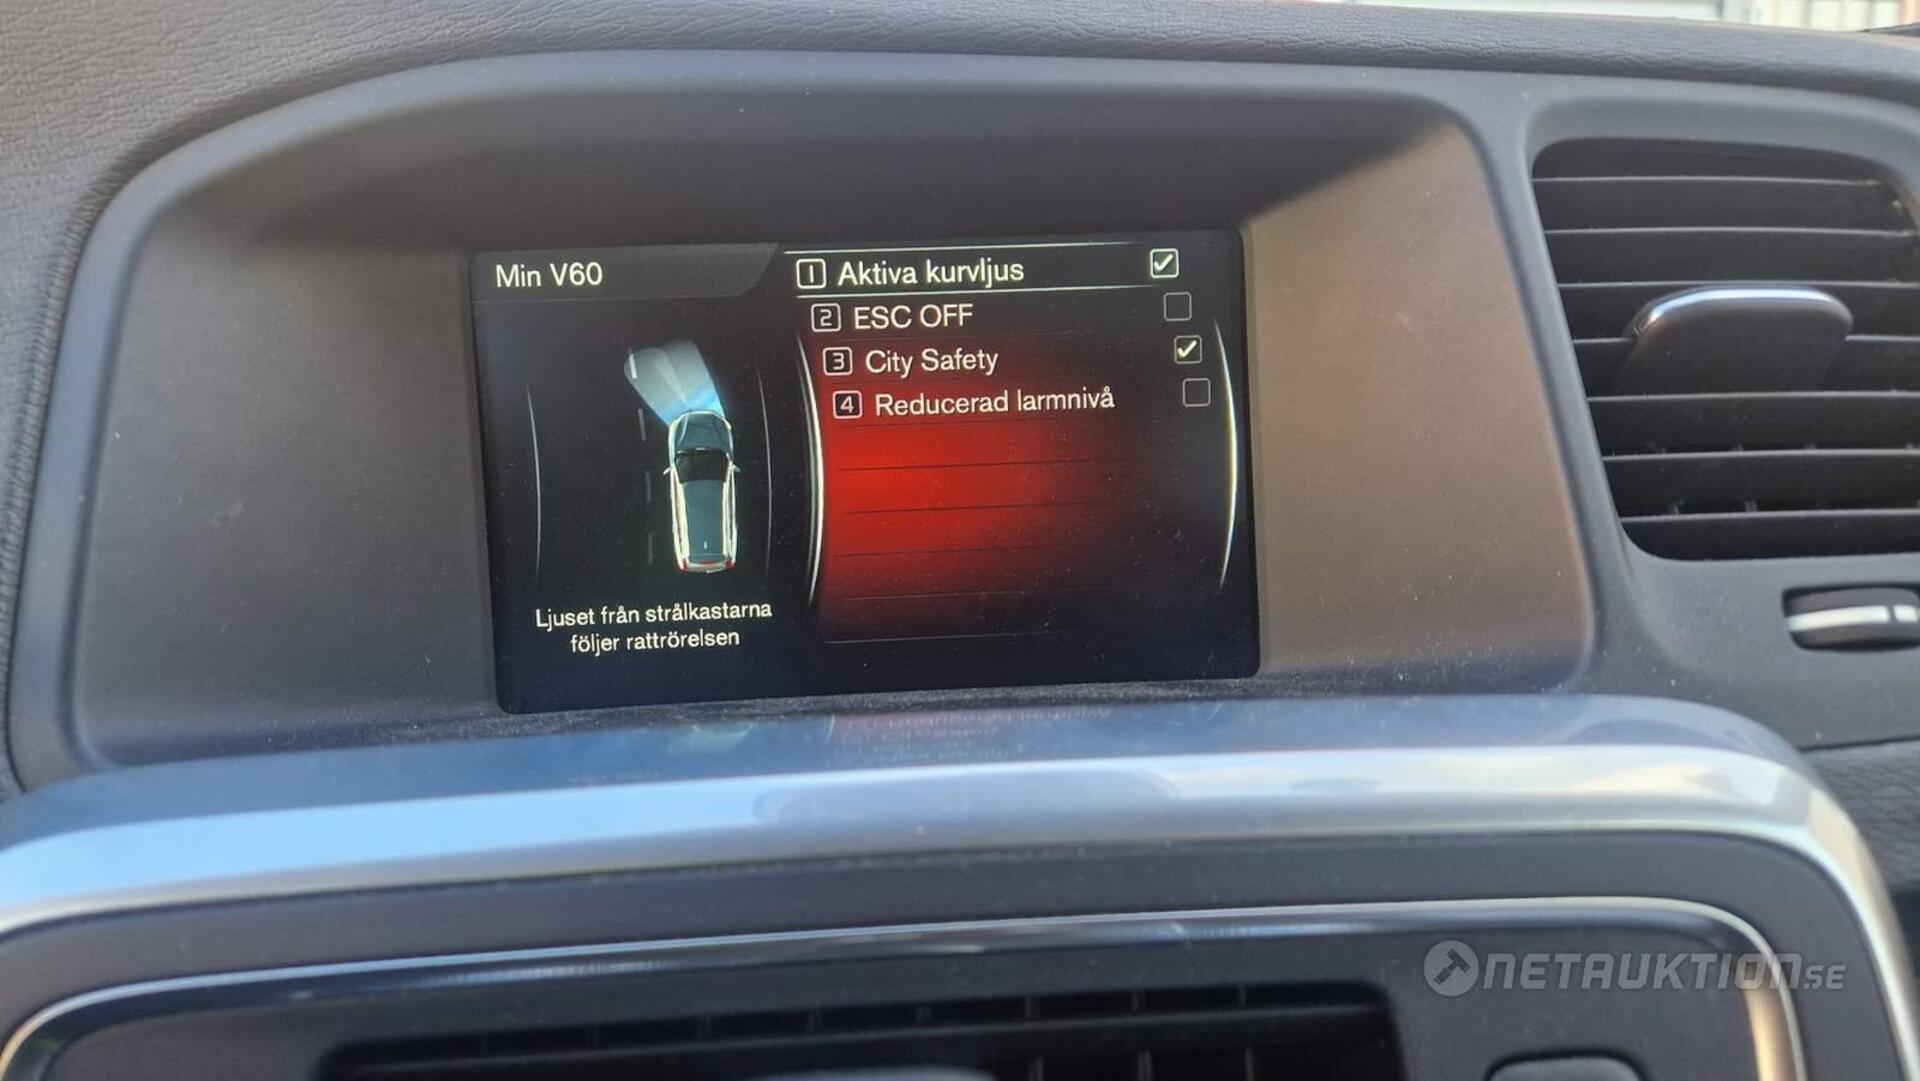 Min V60
1 Aktiva kurvljus
2 ESC OFF
3 City Safety
4 Reducerad larmnivå
Ljuset från strålkastarna
följer rattrörelsen
NETAUKTION.SE